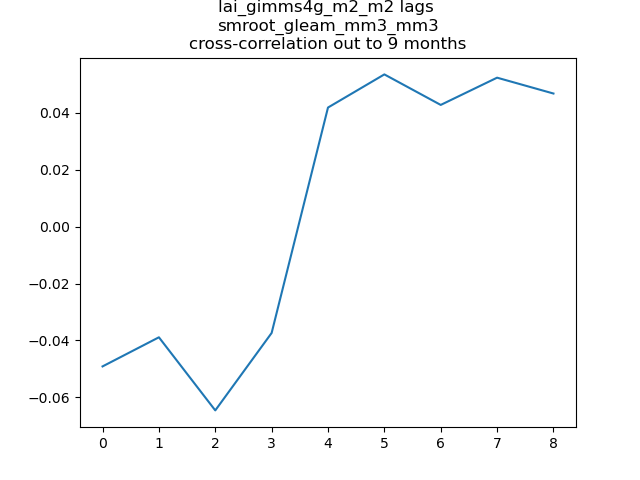 lai_gimms4g_m2_m2 lags
smroot_gleam_mm3_mm3
cross-correlation out to 9 months
0.04
0.02
0.00
−0.02
−0.04
−0.06
0 1 2 3 4 5 6 7 8